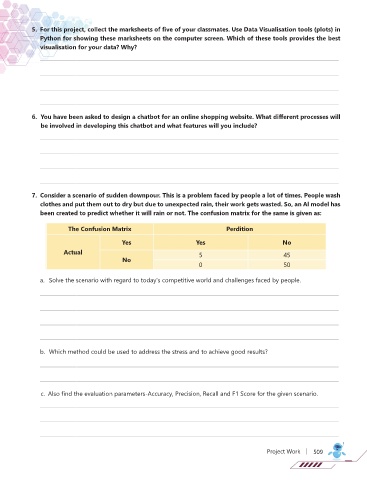 5. For this project, collect the marksheets of five of your classmates. Use Data Visualisation tools (plots) in
Python for showing these marksheets on the computer screen. Which of these tools provides the best
visualisation for your data? Why?
6. You have been asked to design a chatbot for an online shopping website. What different processes will
be involved in developing this chatbot and what features will you include?
7. Consider a scenario of sudden downpour. This is a problem faced by people a lot of times. People wash
clothes and put them out to dry but due to unexpected rain, their work gets wasted. So, an AI model has
been created to predict whether it will rain or not. The confusion matrix for the same is given as:
The Confusion Matrix Perdition
Yes Yes No
Actual 5 45
No 0 50
a. Solve the scenario with regard to today's competitive world and challenges faced by people.
b. Which method could be used to address the stress and to achieve good results?
c. Also find the evaluation parameters-Accuracy, Precision, Recall and F1 Score for the given scenario.
Project Work | 509